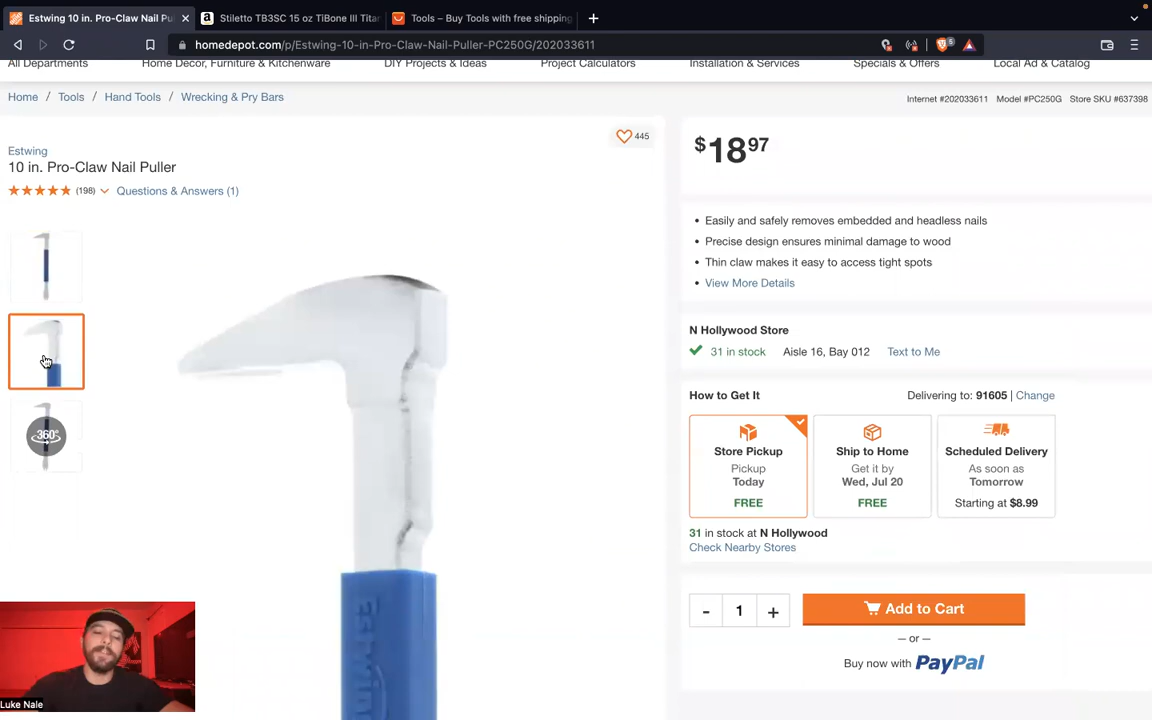 Estwing 10 in. Pro-Claw Nail Pu
Stiletto TB3SC 15 oz TiBone III Titan
Tools – Buy Tools with free shipping
homedepot.com/p/Estwing-10-in-Pro-Claw-Nail-Puller-PC250G/202033611
5
All Departments
Home Decor, Furniture & Kitchenware
DIY Projects & Ideas
Project Calculators
Installation & Services
Specials & Offers
Local Ad & Catalog
Home / Tools / Hand Tools / Wrecking & Pry Bars
Internet #202033611 Model #PC250G Store SKU #637398
Estwing
10 in. Pro-Claw Nail Puller
(198) Questions & Answers (1)
445
$18 97
• Easily and safely removes embedded and headless nails
• Precise design ensures minimal damage to wood
• Thin claw makes it easy to access tight spots
• View More Details
N Hollywood Store
31 in stock Aisle 16, Bay 012 Text to Me
How to Get It
Delivering to: 91605 | Change
Store Pickup
Pickup
Today
FREE
Ship to Home
Get it by
Wed, Jul 20
FREE
Scheduled Delivery
As soon as
Tomorrow
Starting at $8.99
31 in stock at N Hollywood
Check Nearby Stores
- 1 +
Add to Cart
— or —
Buy now with PayPal
360°
ESTWING
Luke Nale